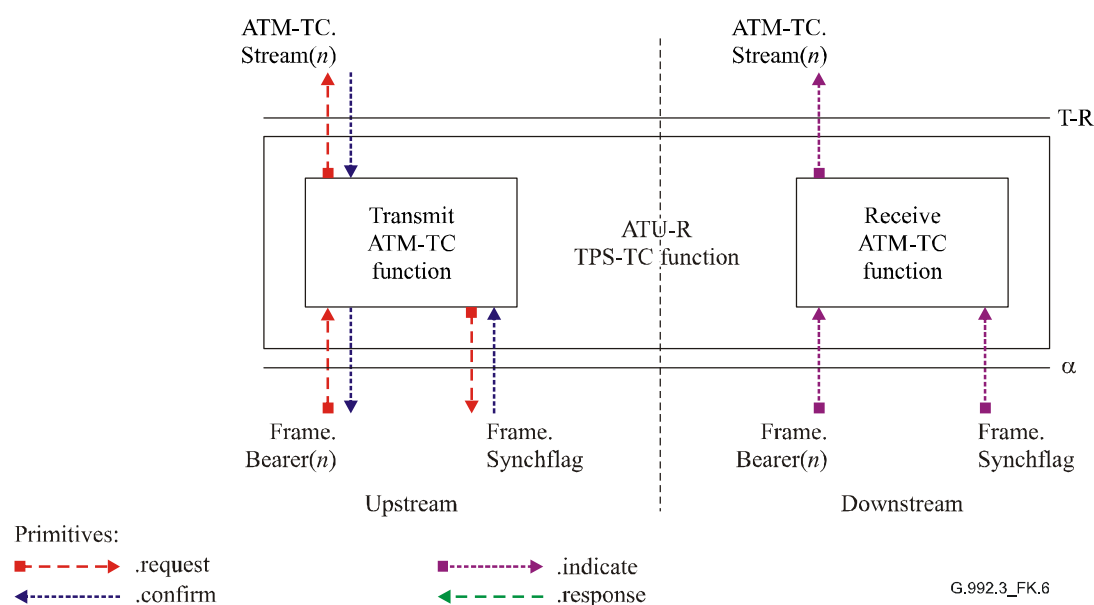 ATM-TC.
Stream(n)
ATM-TC.
Stream(n)
T-R
Transmit
ATM-TC
function
ATU-R
TPS-TC function
Receive
ATM-TC
function
α
Frame.
Bearer(n)
Frame.
Synchflag
Frame.
Bearer(n)
Frame.
Synchflag
Upstream
Downstream
Primitives:
.request
.indicate
.confirm
.response
G.992.3_FK.6